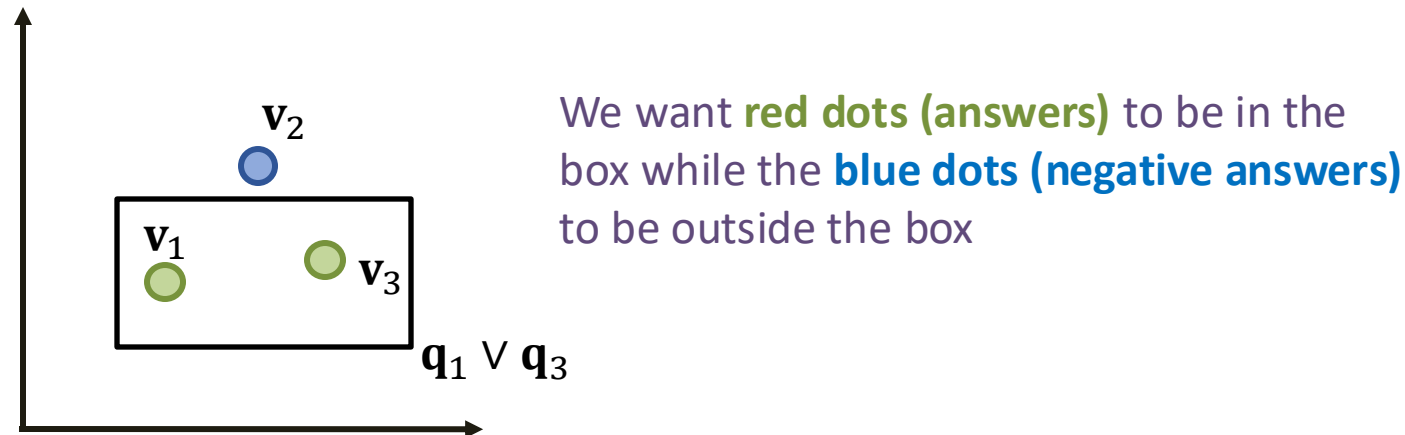 v₂
v₁
v₃
q₁ ∨ q₃
We want red dots (answers) to be in the
box while the blue dots (negative answers)
to be outside the box